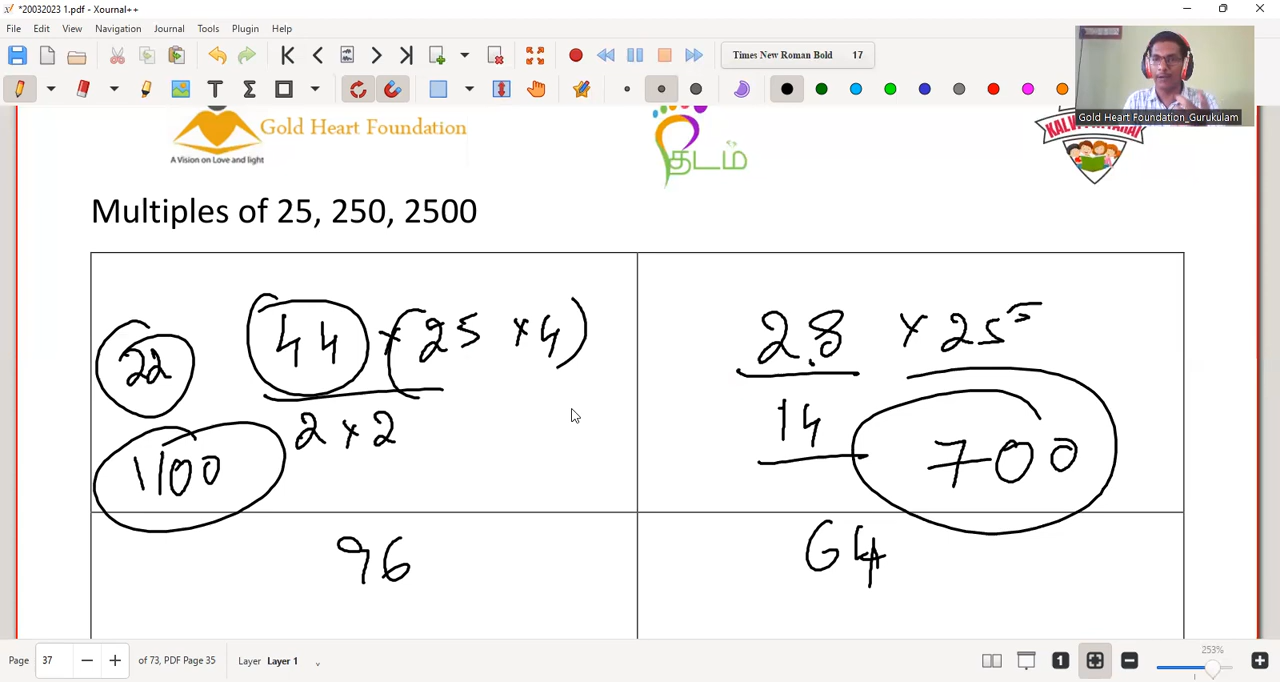 *20032023 1.pdf - Xournal++
File Edit View Navigation Journal Tools Plugin Help
Times New Roman Bold 17
Gold Heart Foundation_Gurukulam
Gold Heart Foundation
A Vision on Love and light
தடம்
Multiples of 25, 250, 2500
44 × (25 × 4)
22
2 × 2
1100
28 × 25 =
14
700
96
64
Page 37 of 73, PDF Page 35 Layer Layer 1
253%